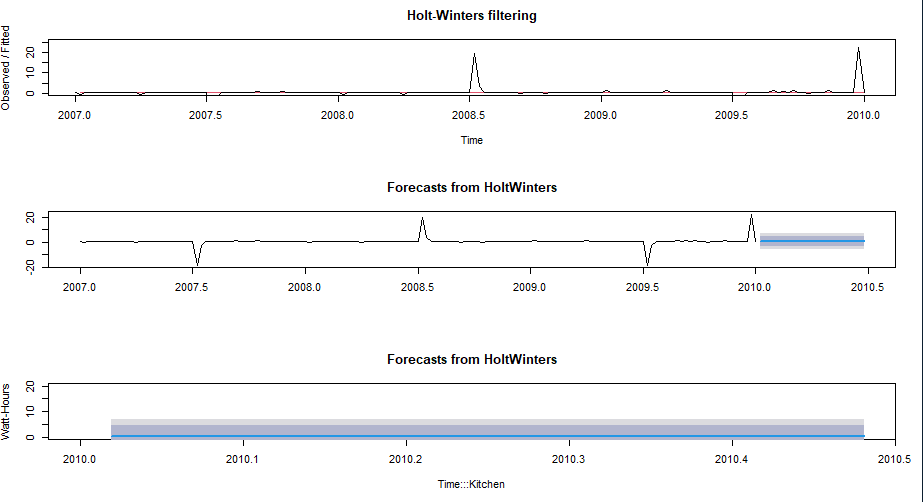 Holt-Winters filtering
Observed / Fitted
20
10
0
2007.0 2007.5 2008.0 2008.5 2009.0 2009.5 2010.0
Time
Forecasts from HoltWinters
20
0
-20
2007.0 2007.5 2008.0 2008.5 2009.0 2009.5 2010.0 2010.5
Forecasts from HoltWinters
Watt-Hours
20
10
0
2010.0 2010.1 2010.2 2010.3 2010.4 2010.5
Time:::Kitchen